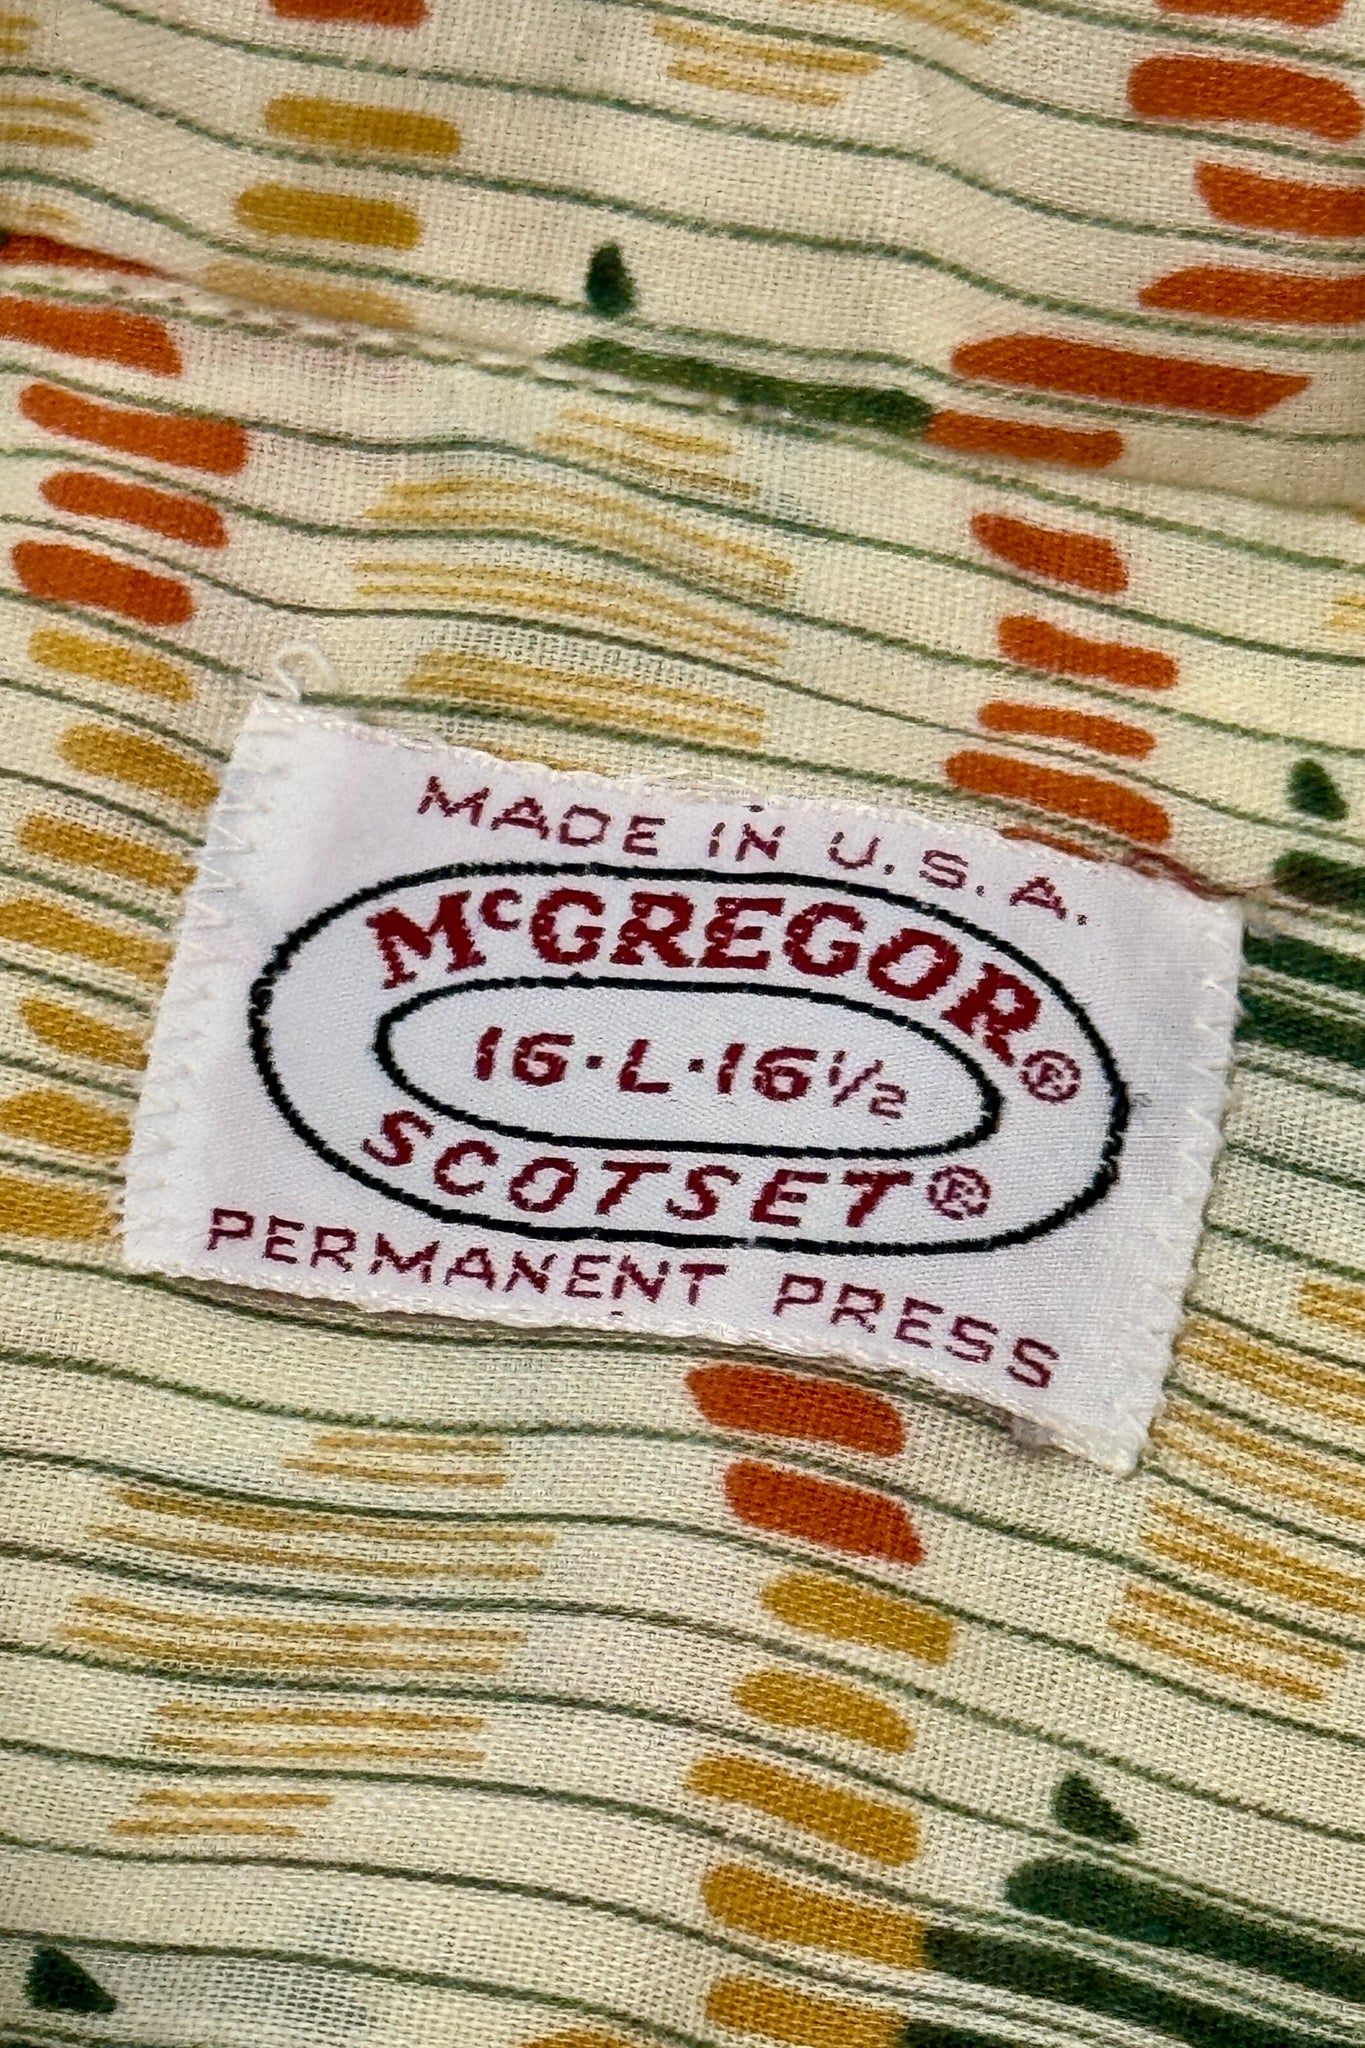 MADE IN U.S.A.
McGREGOR®
16·L·16½
SCOTSET®
PERMANENT PRESS